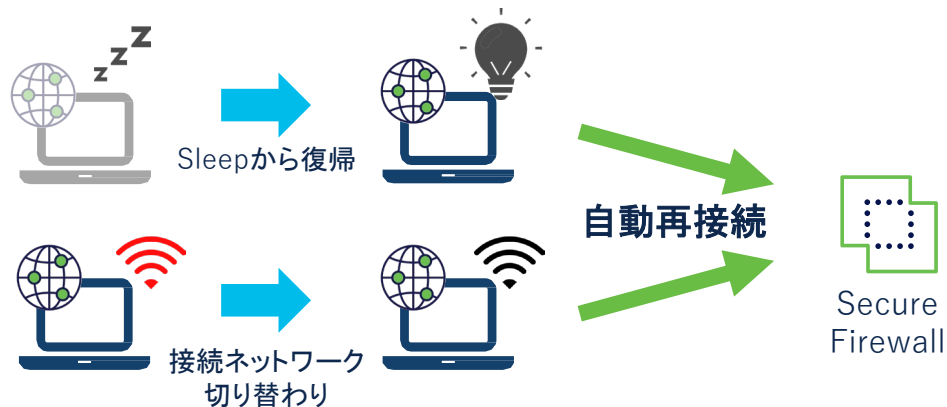 zzz
Sleepから復帰
自動再接続
接続ネットワーク
切り替わり
Secure
Firewall